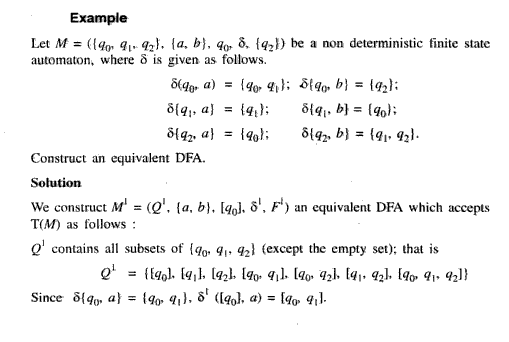 Example
Let M = ({q₀, q₁, q₂}, {a, b}, q₀, δ, {q₂}) be a non deterministic finite state
automaton, where δ is given as follows.
δ(q₀, a) = {q₀, q₁}; δ{q₀, b} = {q₂};
δ{q₁, a} = {q₁}; δ{q₁, b} = {q₀};
δ{q₂, a} = {q₀}; δ{q₂, b} = {q₁, q₂}.
Construct an equivalent DFA.
Solution
We construct M¹ = (Q¹, {a, b}, [q₀], δ¹, F¹) an equivalent DFA which accepts
T(M) as follows :
Q¹ contains all subsets of {q₀, q₁, q₂} (except the empty set); that is
Q¹ = {[q₀], [q₁], [q₂], [q₀, q₁], [q₀, q₂], [q₁, q₂], [q₀, q₁, q₂]}
Since δ{q₀, a} = {q₀, q₁}, δ¹ ([q₀], a) = [q₀, q₁].